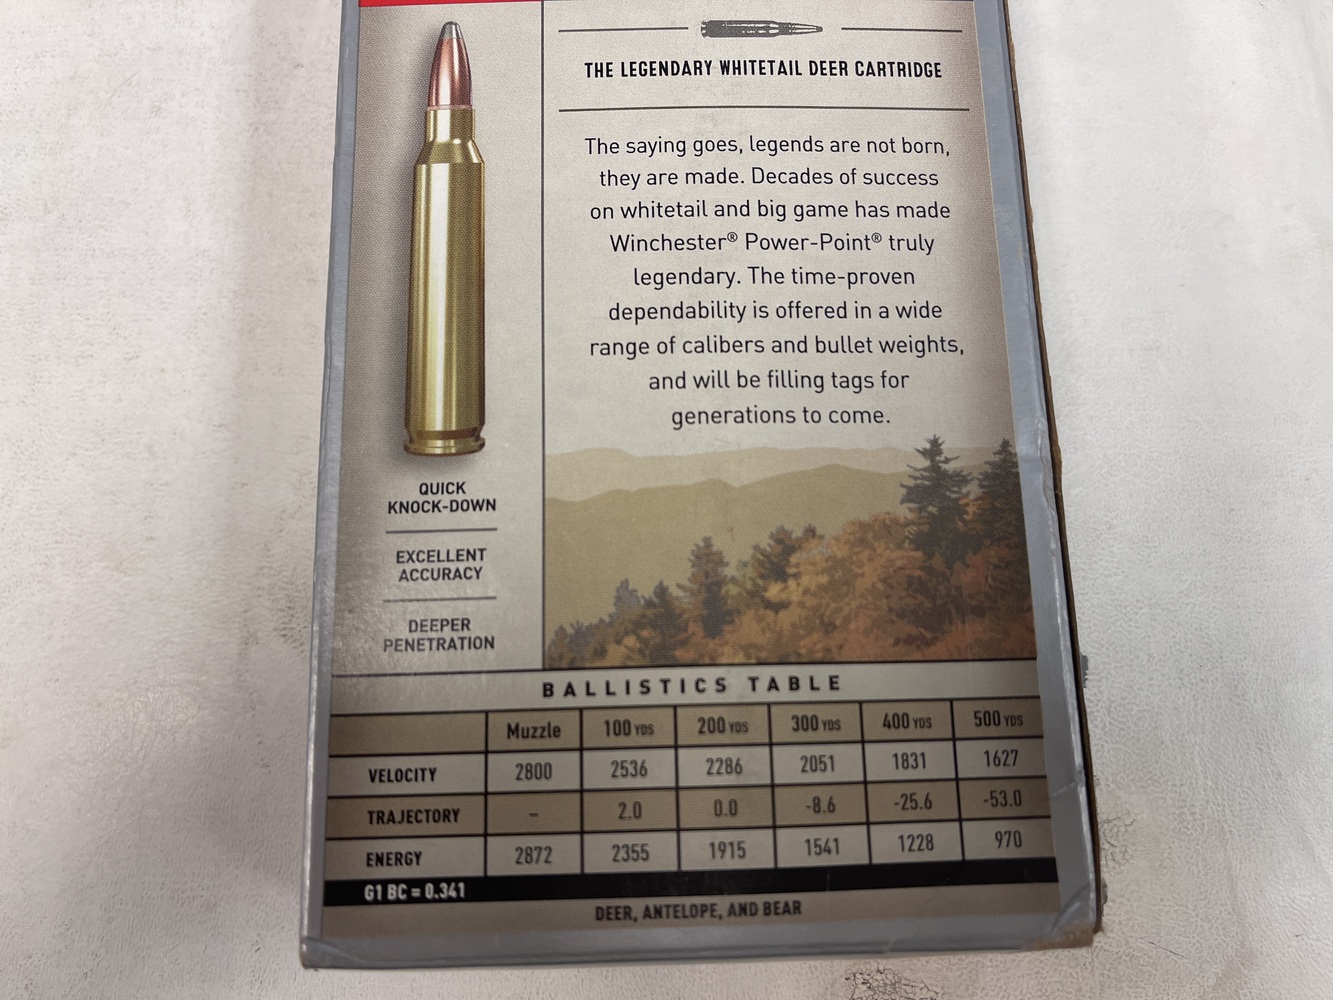 THE LEGENDARY WHITETAIL DEER CARTRIDGE
The saying goes, legends are not born,
they are made. Decades of success
on whitetail and big game has made
Winchester® Power-Point® truly
legendary. The time-proven
dependability is offered in a wide
range of calibers and bullet weights,
and will be filling tags for
generations to come.
QUICK
KNOCK-DOWN
EXCELLENT
ACCURACY
DEEPER
PENETRATION
BALLISTICS TABLE
Muzzle 100 YDS 200 YDS 300 YDS 400 YDS 500 YDS
VELOCITY 2800 2536 2286 2051 1831 1627
TRAJECTORY – 2.0 0.0 -8.6 -25.6 -53.0
ENERGY 2872 2355 1915 1541 1228 970
G1 BC = 0.341
DEER, ANTELOPE, AND BEAR